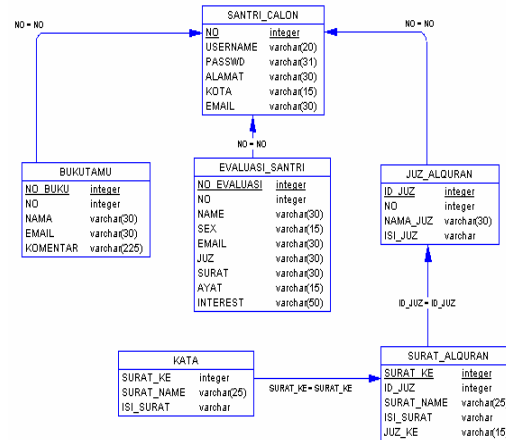 SANTRI_CALON
NO integer
USERNAME varchar(20)
PASSWD varchar(31)
ALAMAT varchar(30)
KOTA varchar(15)
EMAIL varchar(30)
NO = NO
NO = NO
NO = NO
BUKUTAMU
NO_BUKU integer
NO integer
NAMA varchar(30)
EMAIL varchar(30)
KOMENTAR varchar(225)
EVALUASI_SANTRI
NO_EVALUASI integer
NO integer
NAME varchar(30)
SEX varchar(15)
EMAIL varchar(30)
JUZ varchar(30)
SURAT varchar(30)
AYAT varchar(15)
INTEREST varchar(50)
JUZ_ALQURAN
ID_JUZ integer
NO integer
NAMA_JUZ varchar(30)
ISI_JUZ varchar
ID_JUZ = ID_JUZ
KATA
SURAT_KE integer
SURAT_NAME varchar(25)
ISI_SURAT varchar
SURAT_KE = SURAT_KE
SURAT_ALQURAN
SURAT_KE integer
ID_JUZ integer
SURAT_NAME varchar(25
ISI_SURAT varchar
JUZ_KE varchar(15